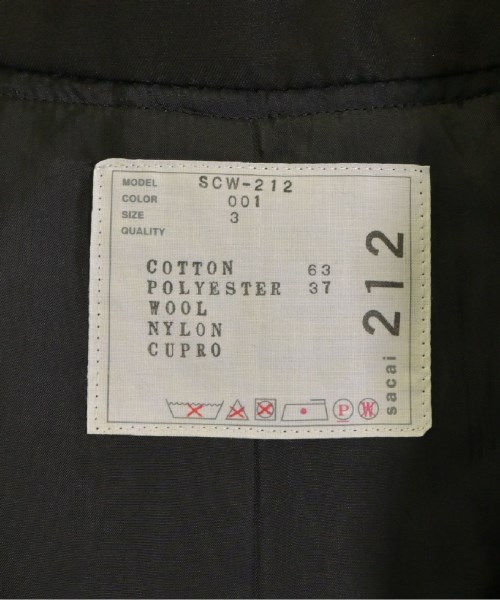 MODEL SCW-212
COLOR 001
SIZE 3
QUALITY
COTTON 63
POLYESTER 37
WOOL
NYLON
CUPRO
sacai 212
P W